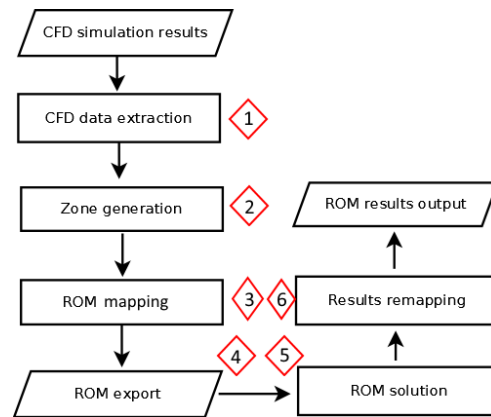 CFD simulation results
CFD data extraction
1
Zone generation
2
ROM results output
ROM mapping
3
6
Results remapping
4
5
ROM export
ROM solution